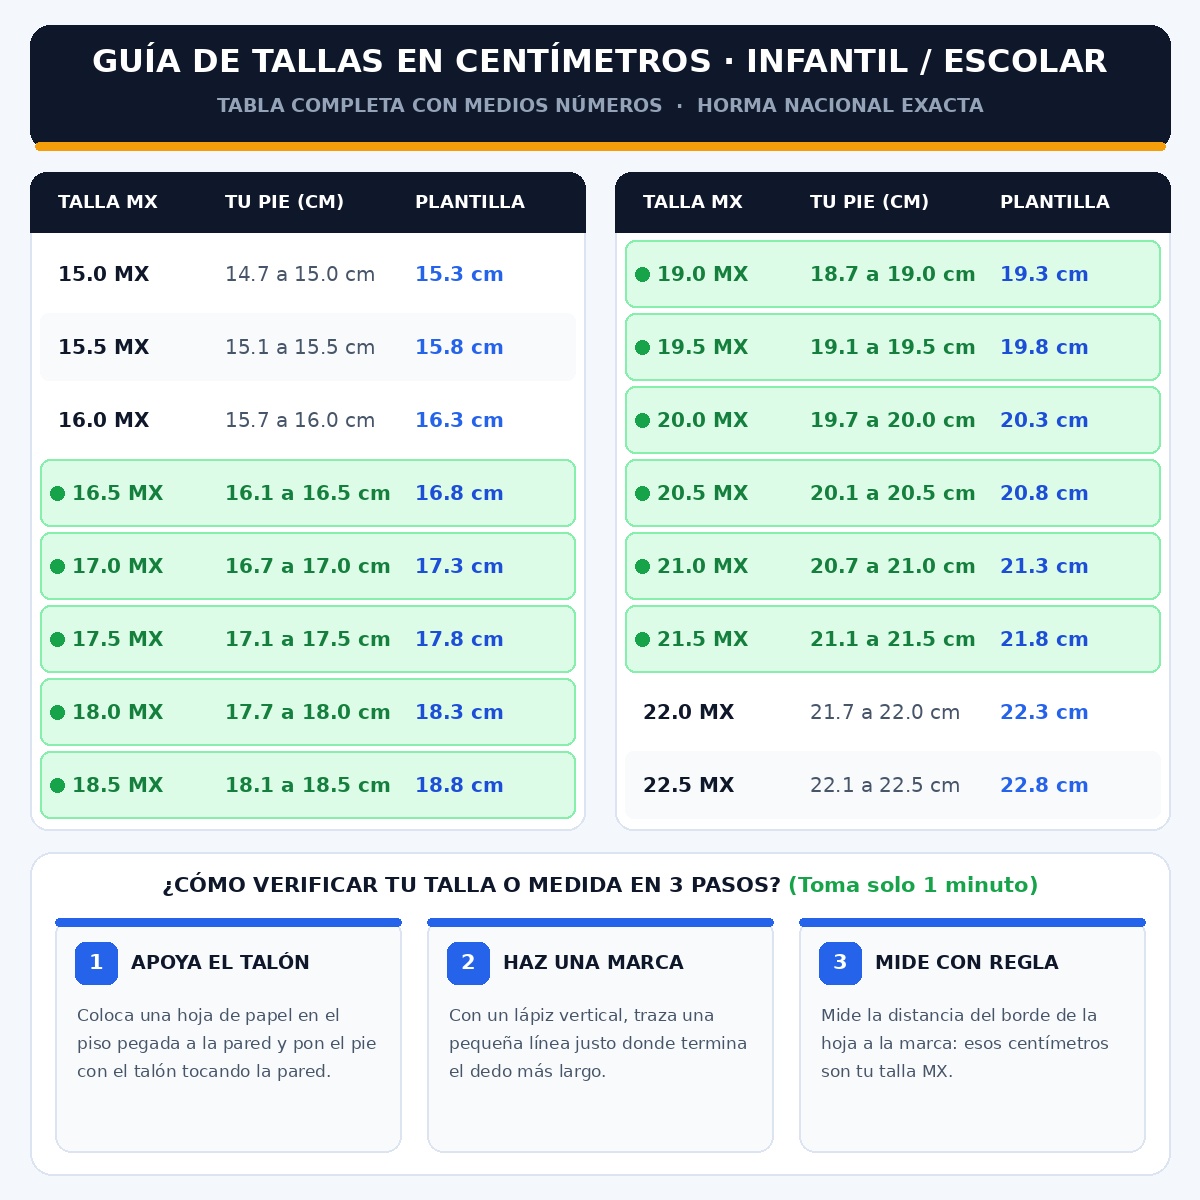 GUÍA DE TALLAS EN CENTÍMETROS · INFANTIL / ESCOLAR
TABLA COMPLETA CON MEDIOS NÚMEROS · HORMA NACIONAL EXACTA
TALLA MX TU PIE (CM) PLANTILLA
15.0 MX 14.7 a 15.0 cm 15.3 cm
15.5 MX 15.1 a 15.5 cm 15.8 cm
16.0 MX 15.7 a 16.0 cm 16.3 cm
16.5 MX 16.1 a 16.5 cm 16.8 cm
17.0 MX 16.7 a 17.0 cm 17.3 cm
17.5 MX 17.1 a 17.5 cm 17.8 cm
18.0 MX 17.7 a 18.0 cm 18.3 cm
18.5 MX 18.1 a 18.5 cm 18.8 cm
TALLA MX TU PIE (CM) PLANTILLA
19.0 MX 18.7 a 19.0 cm 19.3 cm
19.5 MX 19.1 a 19.5 cm 19.8 cm
20.0 MX 19.7 a 20.0 cm 20.3 cm
20.5 MX 20.1 a 20.5 cm 20.8 cm
21.0 MX 20.7 a 21.0 cm 21.3 cm
21.5 MX 21.1 a 21.5 cm 21.8 cm
22.0 MX 21.7 a 22.0 cm 22.3 cm
22.5 MX 22.1 a 22.5 cm 22.8 cm
¿CÓMO VERIFICAR TU TALLA O MEDIDA EN 3 PASOS? (Toma solo 1 minuto)
1 APOYA EL TALÓN
Coloca una hoja de papel en el
piso pegada a la pared y pon el pie
con el talón tocando la pared.
2 HAZ UNA MARCA
Con un lápiz vertical, traza una
pequeña línea justo donde termina
el dedo más largo.
3 MIDE CON REGLA
Mide la distancia del borde de la
hoja a la marca: esos centímetros
son tu talla MX.